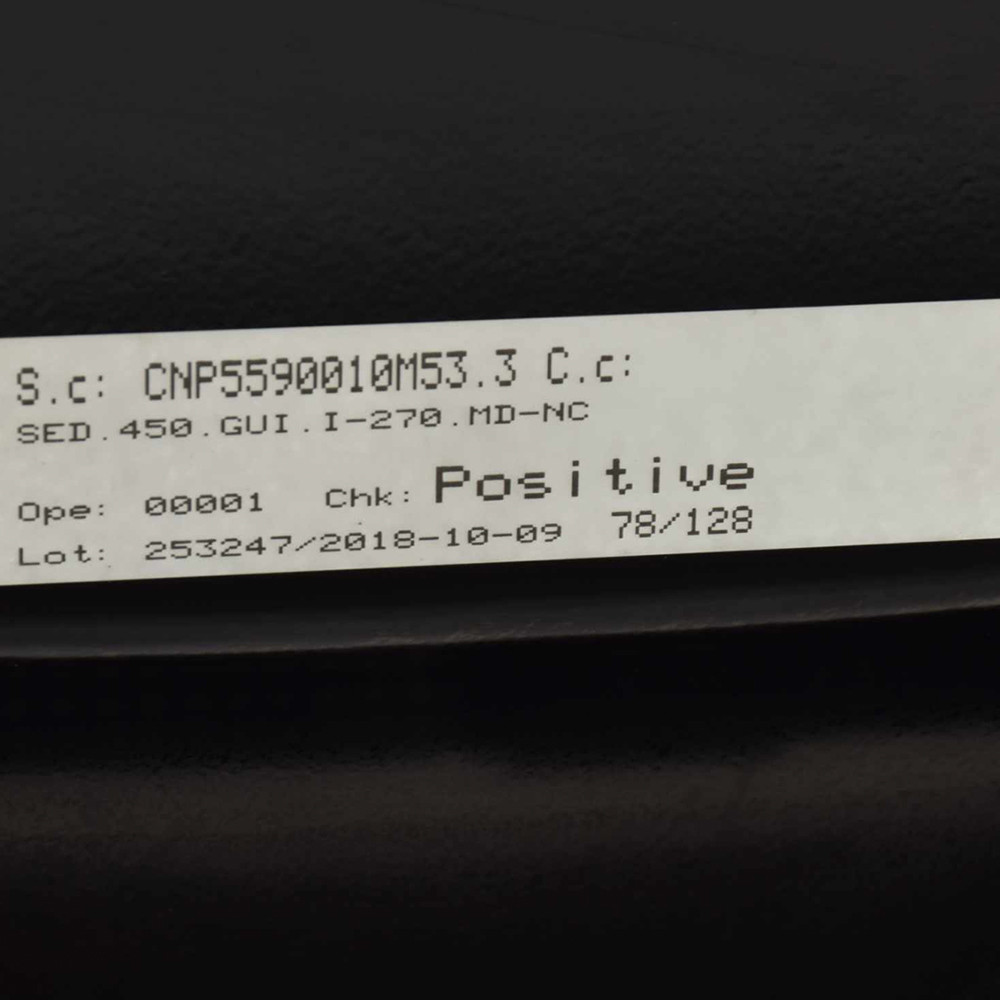 S.c: CNP5590010M53.3 C.c:
SED.450.GUI.I-270.MD-NC
Ope: 00001 Chk: Positive
Lot: 253247/2018-10-09 78/128